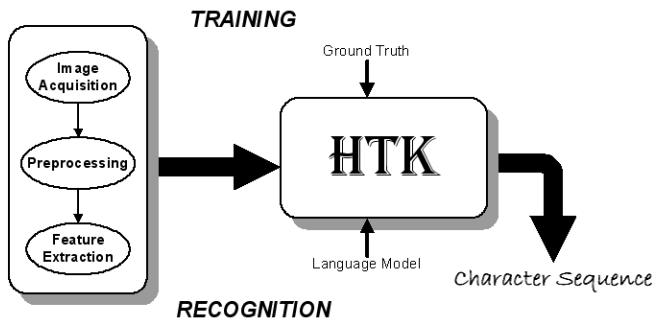 TRAINING
Image
Acquisition
Preprocessing
Feature
Extraction
Ground Truth
HTK
Language Model
Character Sequence
RECOGNITION